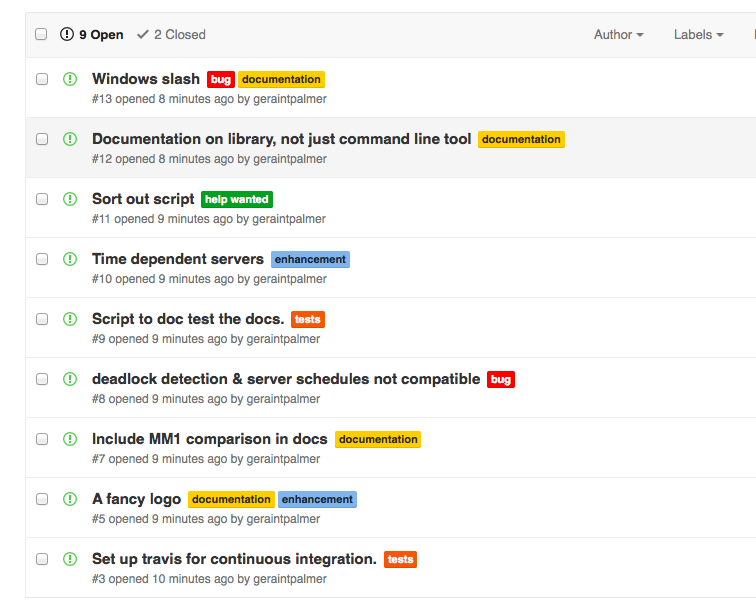 9 Open 2 Closed Author Labels
Windows slash bug documentation
#13 opened 8 minutes ago by geraintpalmer
Documentation on library, not just command line tool documentation
#12 opened 8 minutes ago by geraintpalmer
Sort out script help wanted
#11 opened 9 minutes ago by geraintpalmer
Time dependent servers enhancement
#10 opened 9 minutes ago by geraintpalmer
Script to doc test the docs. tests
#9 opened 9 minutes ago by geraintpalmer
deadlock detection & server schedules not compatible bug
#8 opened 9 minutes ago by geraintpalmer
Include MM1 comparison in docs documentation
#7 opened 9 minutes ago by geraintpalmer
A fancy logo documentation enhancement
#5 opened 9 minutes ago by geraintpalmer
Set up travis for continuous integration. tests
#3 opened 10 minutes ago by geraintpalmer